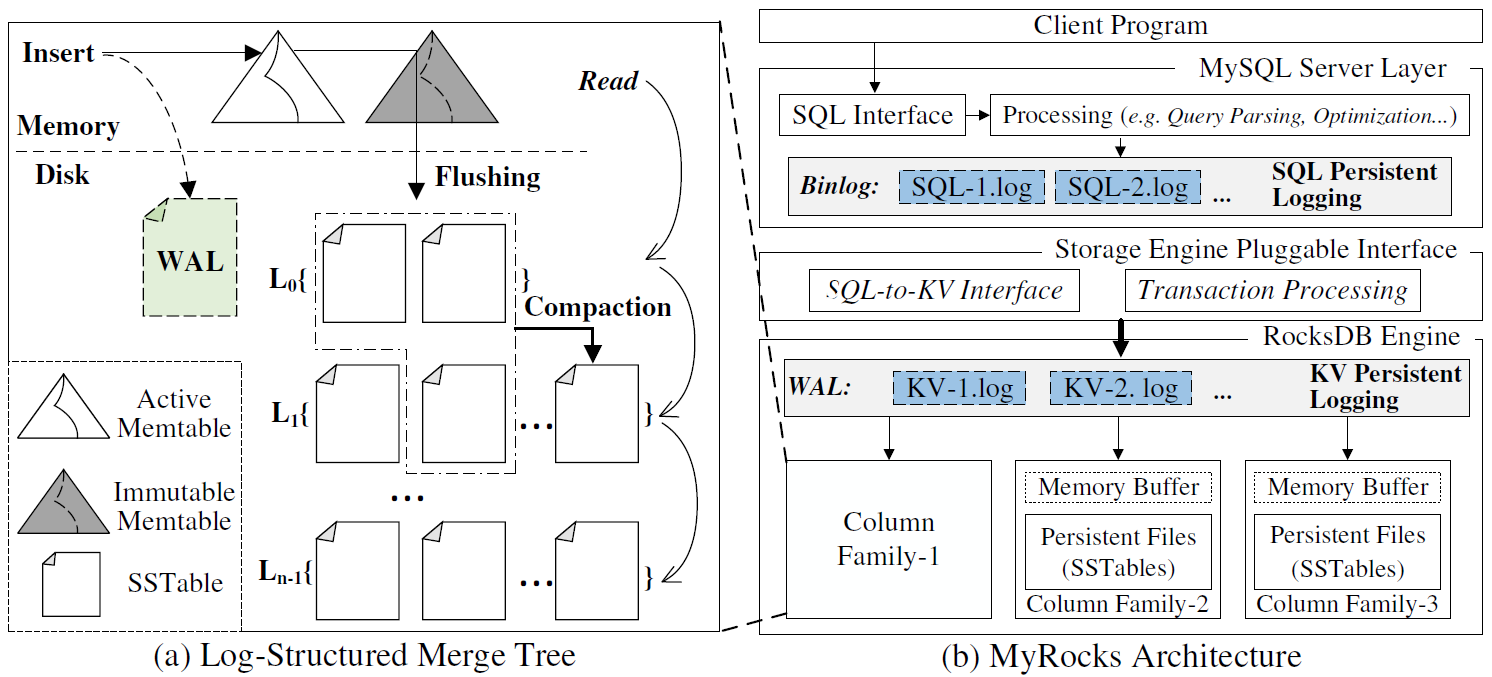 Insert
Read
Memory
Disk
Flushing
WAL
L0{
}
Compaction
L1{
...
}
...
Ln-1{
...
}
Active
Memtable
Immutable
Memtable
SSTable
(a) Log-Structured Merge Tree
Client Program
MySQL Server Layer
SQL Interface
Processing (e.g. Query Parsing, Optimization...)
Binlog:
SQL-1.log
SQL-2.log
...
SQL Persistent
Logging
Storage Engine Pluggable Interface
SQL-to-KV Interface
Transaction Processing
RocksDB Engine
WAL:
KV-1.log
KV-2. log
...
KV Persistent
Logging
Column
Family-1
Memory Buffer
Persistent Files
(SSTables)
Column Family-2
Memory Buffer
Persistent Files
(SSTables)
Column Family-3
(b) MyRocks Architecture